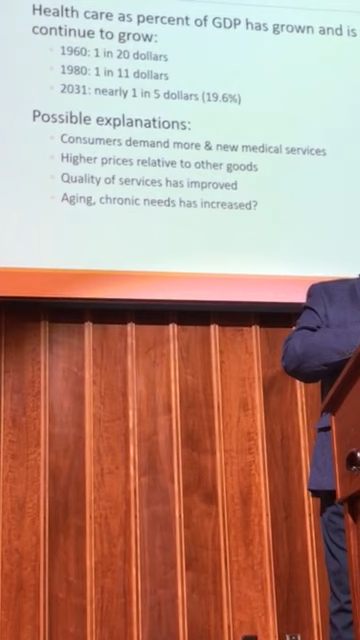 Health care as percent of GDP has grown and is
continue to grow:
1960: 1 in 20 dollars
1980: 1 in 11 dollars
2031: nearly 1 in 5 dollars (19.6%)
Possible explanations:
Consumers demand more & new medical services
Higher prices relative to other goods
Quality of services has improved
Aging, chronic needs has increased?